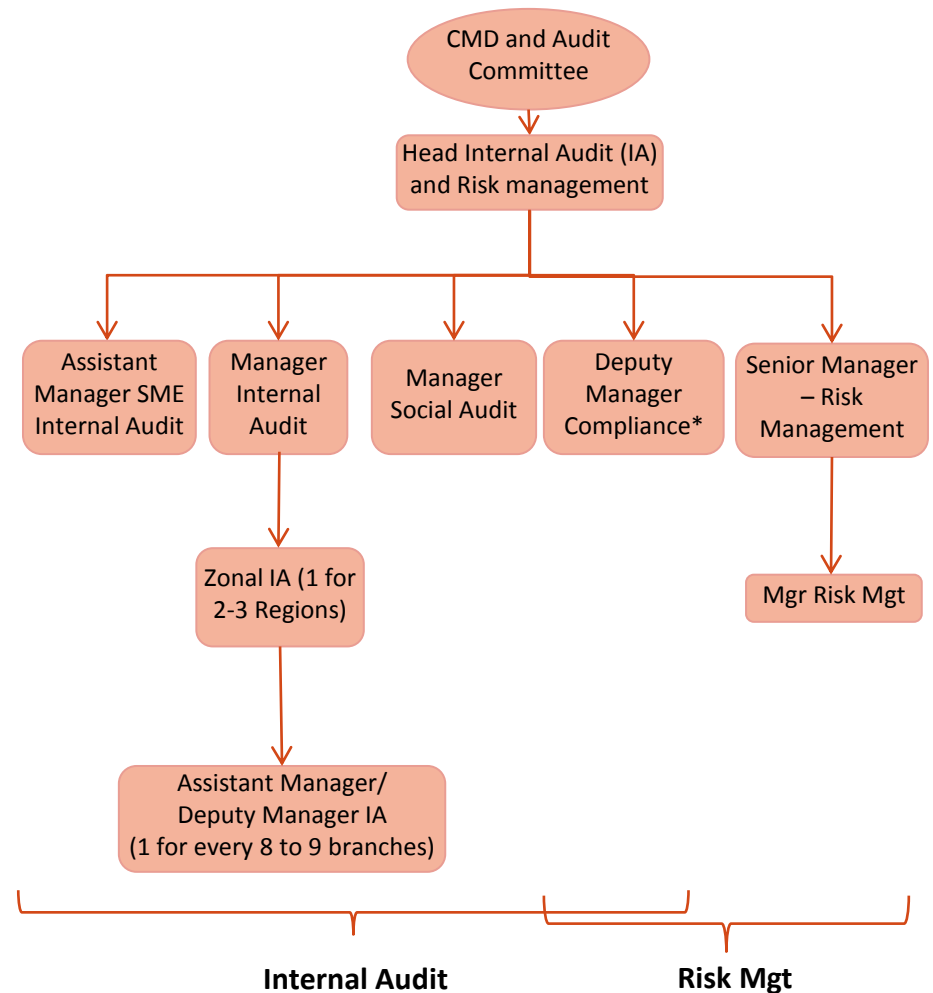 CMD and Audit
Committee
Head Internal Audit (IA)
and Risk management
Assistant
Manager SME
Internal Audit
Manager
Internal
Audit
Manager
Social Audit
Deputy
Manager
Compliance*
Senior Manager
– Risk
Management
Zonal IA (1 for
2-3 Regions)
Mgr Risk Mgt
Assistant Manager/
Deputy Manager IA
(1 for every 8 to 9 branches)
Internal Audit
Risk Mgt